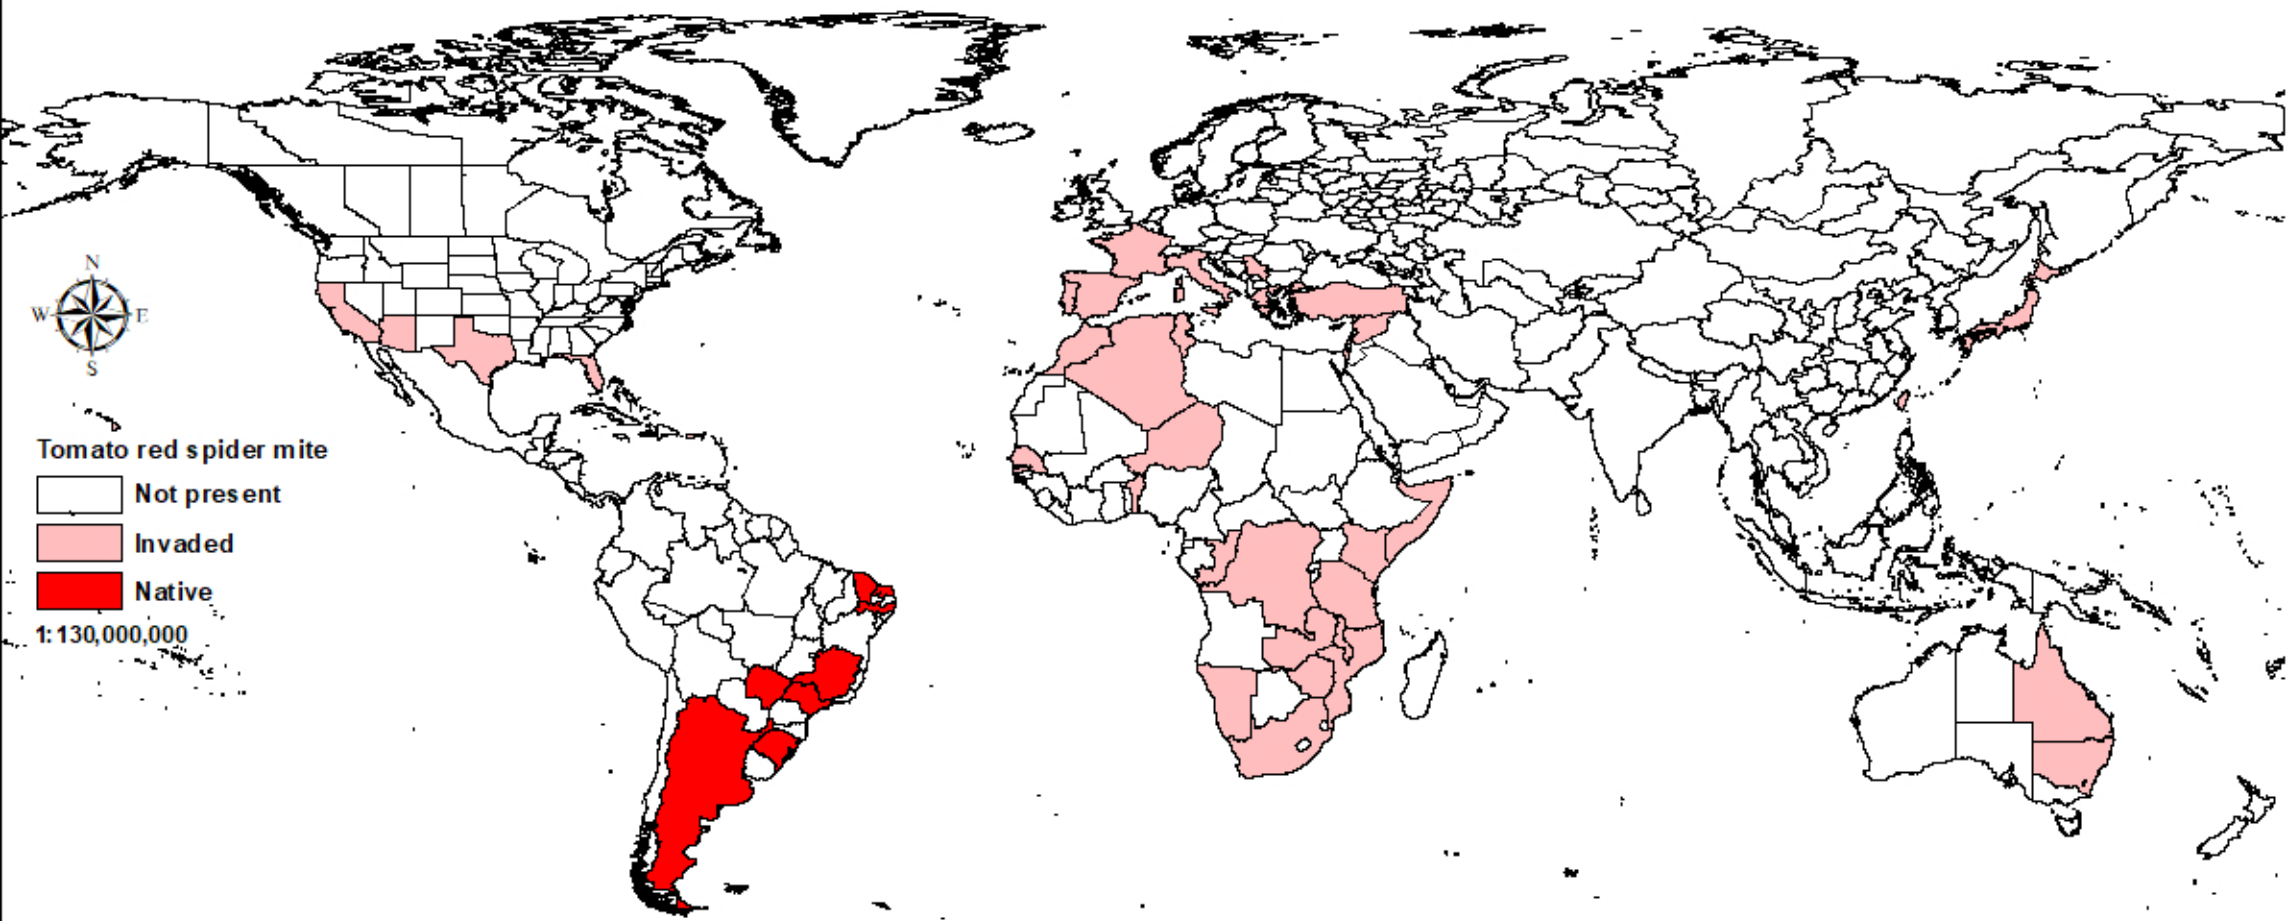 N
W E
S
Tomato red spider mite
Not present
Invaded
Native
1:130,000,000